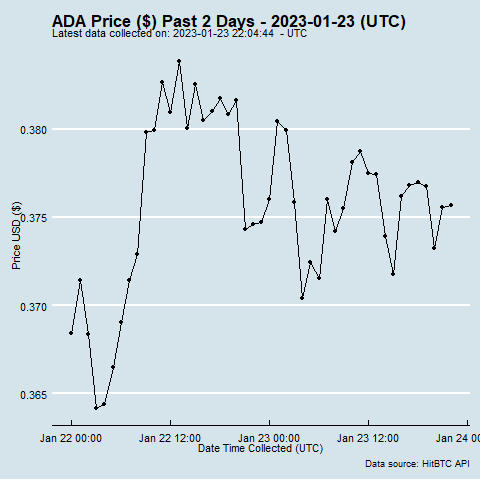 ADA Price ($) Past 2 Days - 2023-01-23 (UTC)
Latest data collected on: 2023-01-23 22:04:44 - UTC
0.380
0.375
0.370
0.365
Price USD ($)
Jan 22 00:00 Jan 22 12:00 Jan 23 00:00 Jan 23 12:00 Jan 24 00
Date Time Collected (UTC)
Data source: HitBTC API